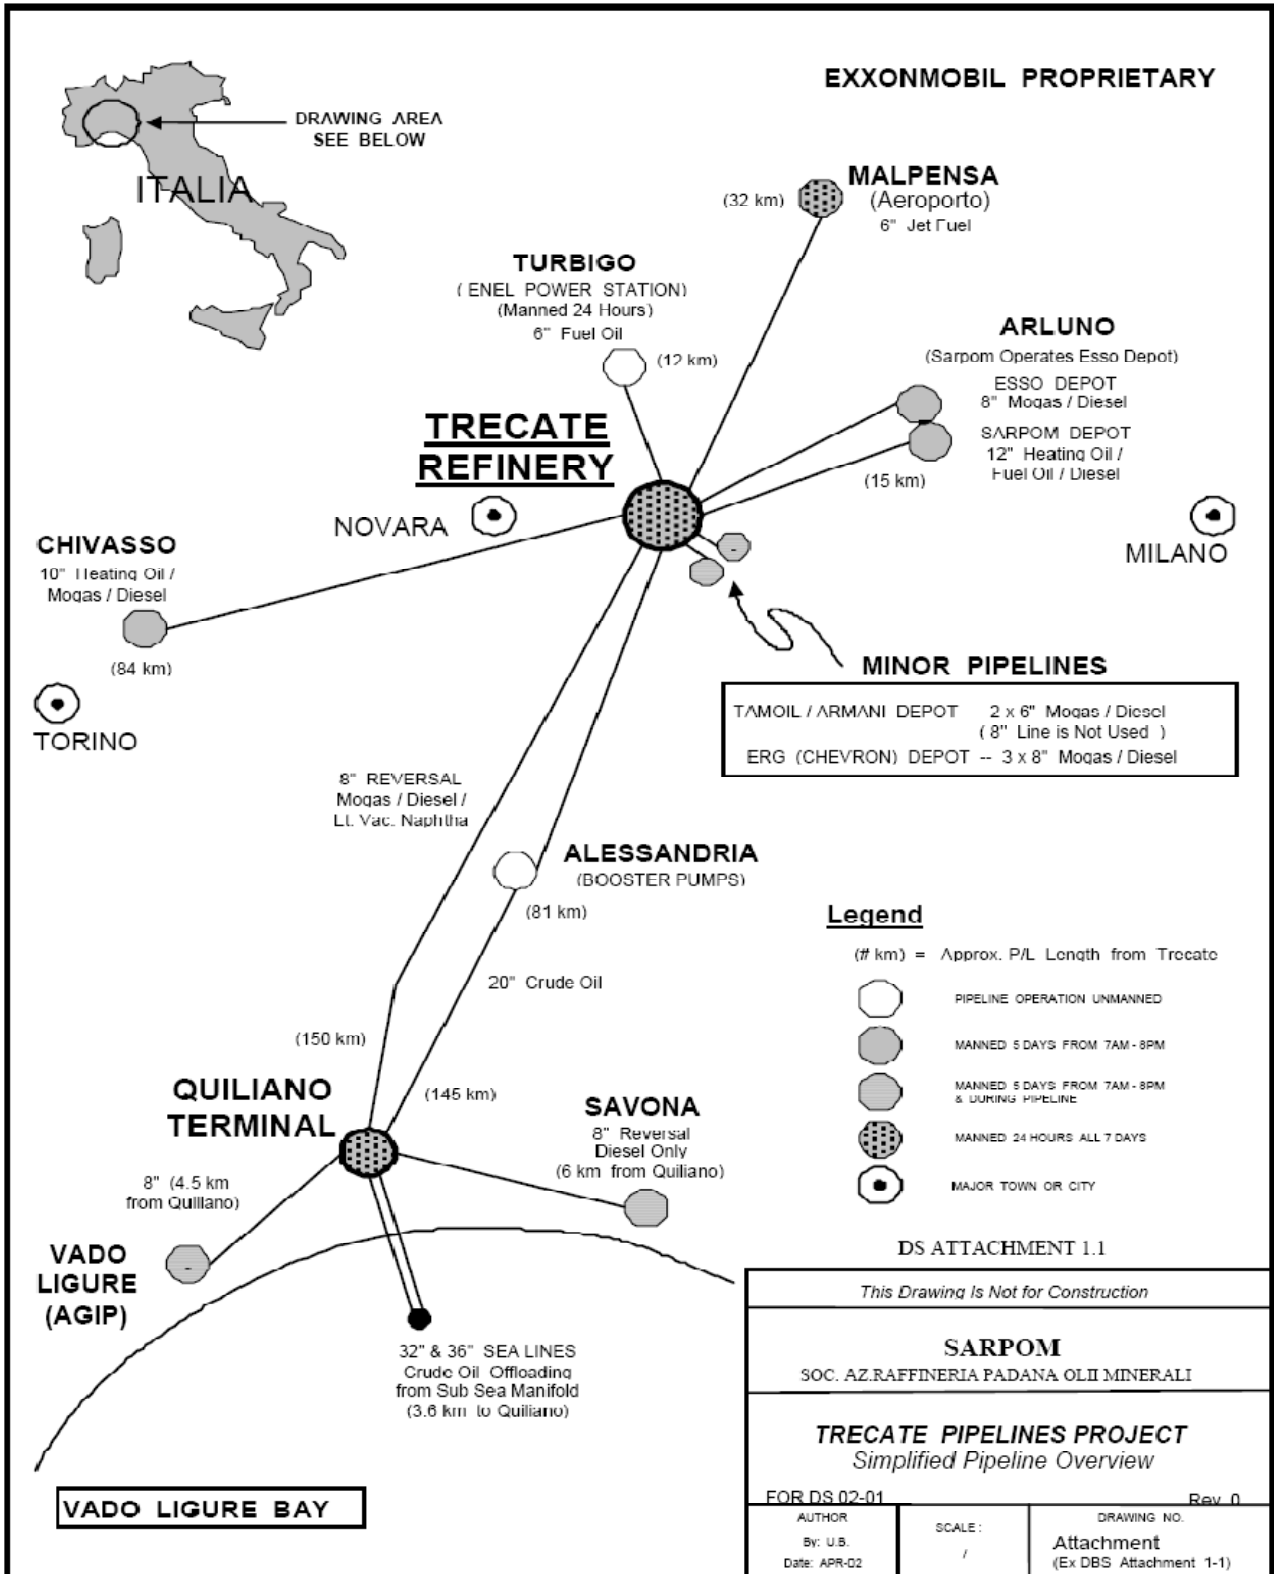 EXXONMOBIL PROPRIETARY
DRAWING AREA
SEE BELOW
ITALIA
MALPENSA
(Aeroporto)
6" Jet Fuel
(32 km)
TURBIGO
( ENEL POWER STATION)
(Manned 24 Hours)
6" Fuel Oil
(12 km)
ARLUNO
(Sarpom Operates Esso Depot)
ESSO DEPOT
8" Mogas / Diesel
SARPOM DEPOT
12" Heating Oil /
Fuel Oil / Diesel
(15 km)
TRECATE
REFINERY
NOVARA
MILANO
CHIVASSO
10" Heating Oil /
Mogas / Diesel
(84 km)
TORINO
MINOR PIPELINES
TAMOIL / ARMANI DEPOT 2 x 6" Mogas / Diesel
( 8" Line is Not Used )
ERG (CHEVRON) DEPOT -- 3 x 8" Mogas / Diesel
8" REVERSAL
Mogas / Diesel /
Lt. Vac. Naphtha
ALESSANDRIA
(BOOSTER PUMPS)
(81 km)
20" Crude Oil
(150 km)
(145 km)
QUILIANO
TERMINAL
SAVONA
8" Reversal
Diesel Only
(6 km from Quiliano)
8" (4.5 km
from Quiliano)
VADO
LIGURE
(AGIP)
32" & 36" SEA LINES
Crude Oil Offloading
from Sub Sea Manifold
(3.6 km to Quiliano)
VADO LIGURE BAY
Legend
(# km) = Approx. P/L Length from Trecate
PIPELINE OPERATION UNMANNED
MANNED 5 DAYS FROM 7AM - 8PM
MANNED 5 DAYS FROM 7AM - 8PM
& DURING PIPELINE
MANNED 24 HOURS ALL 7 DAYS
MAJOR TOWN OR CITY
DS ATTACHMENT 1.1
This Drawing Is Not for Construction
SARPOM
SOC. AZ.RAFFINERIA PADANA OLII MINERALI
TRECATE PIPELINES PROJECT
Simplified Pipeline Overview
FOR DS 02-01 Rev. 0
AUTHOR
By: U.B.
Date: APR-02
SCALE :
/
DRAWING NO.
Attachment
(Ex DBS Attachment 1-1)